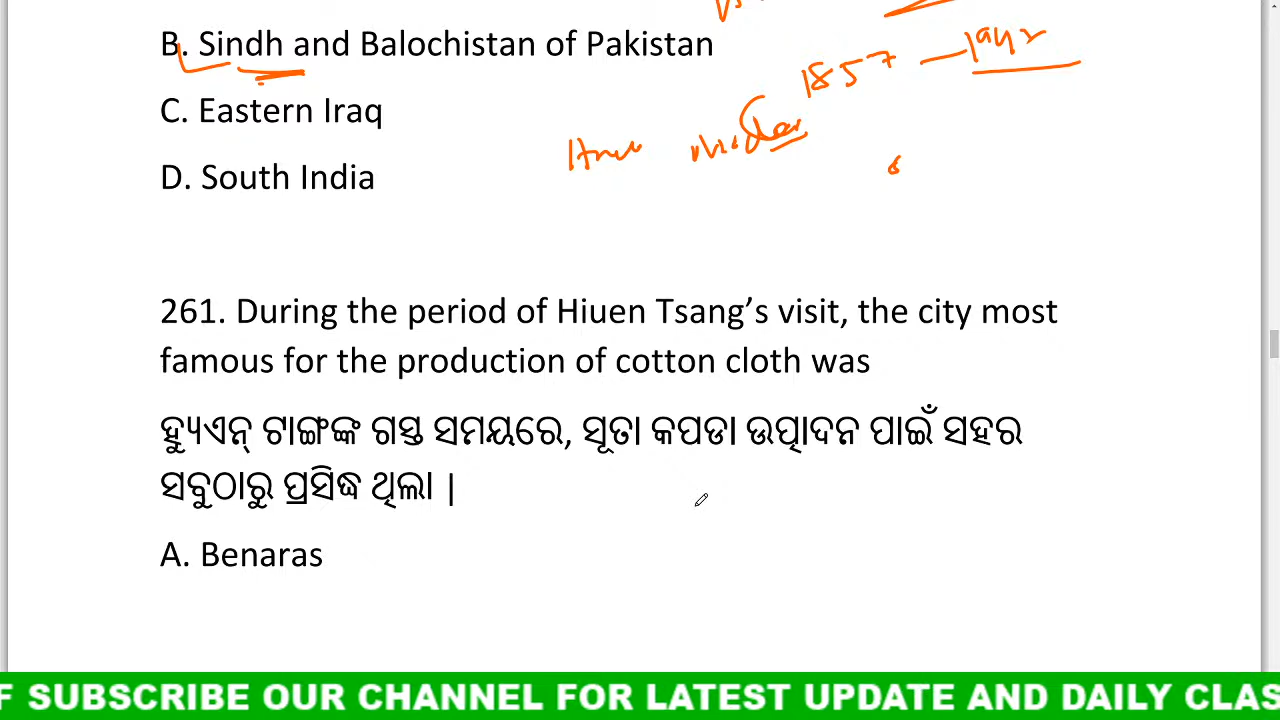 B. Sindh and Balochistan of Pakistan
1857 – 1942
C. Eastern Iraq
D. South India
261. During the period of Hiuen Tsang’s visit, the city most
famous for the production of cotton cloth was
ହ୍ୟୁଏନ୍ ଟାଙ୍ଗଙ୍କ ଗସ୍ତ ସମୟରେ, ସୂତା କପଡା ଉତ୍ପାଦନ ପାଇଁ ସହର
ସବୁଠାରୁ ପ୍ରସିଦ୍ଧ ଥିଲା |
A. Benaras
F SUBSCRIBE OUR CHANNEL FOR LATEST UPDATE AND DAILY CLAS